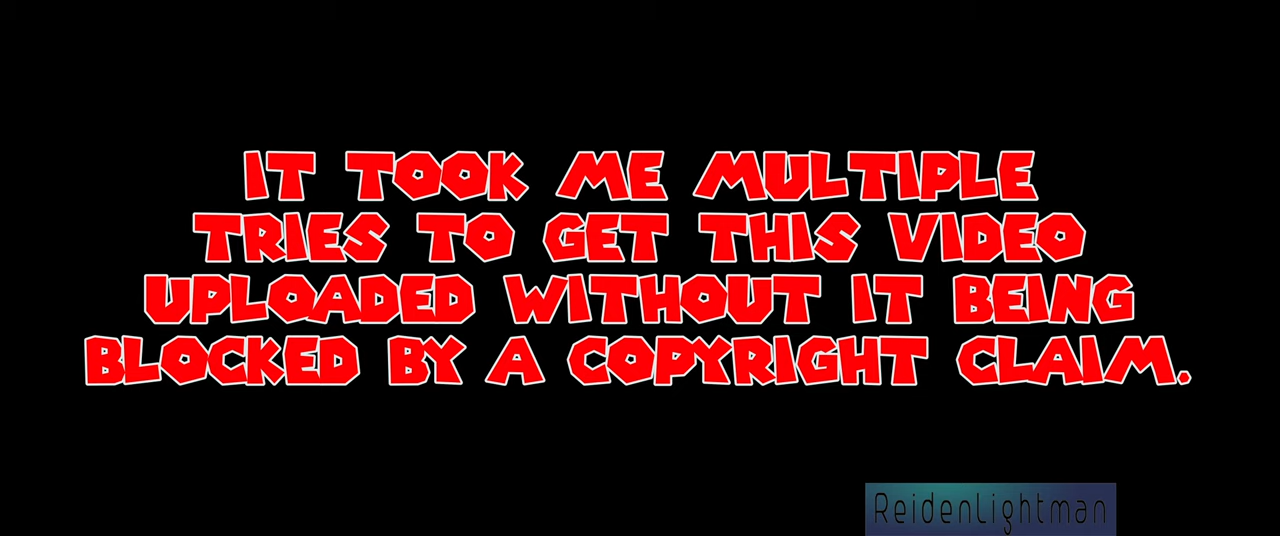 IT TOOK ME MULTIPLE
TRIES TO GET THIS VIDEO
UPLOADED WITHOUT IT BEING
BLOCKED BY A COPYRIGHT CLAIM.
ReidenLightman